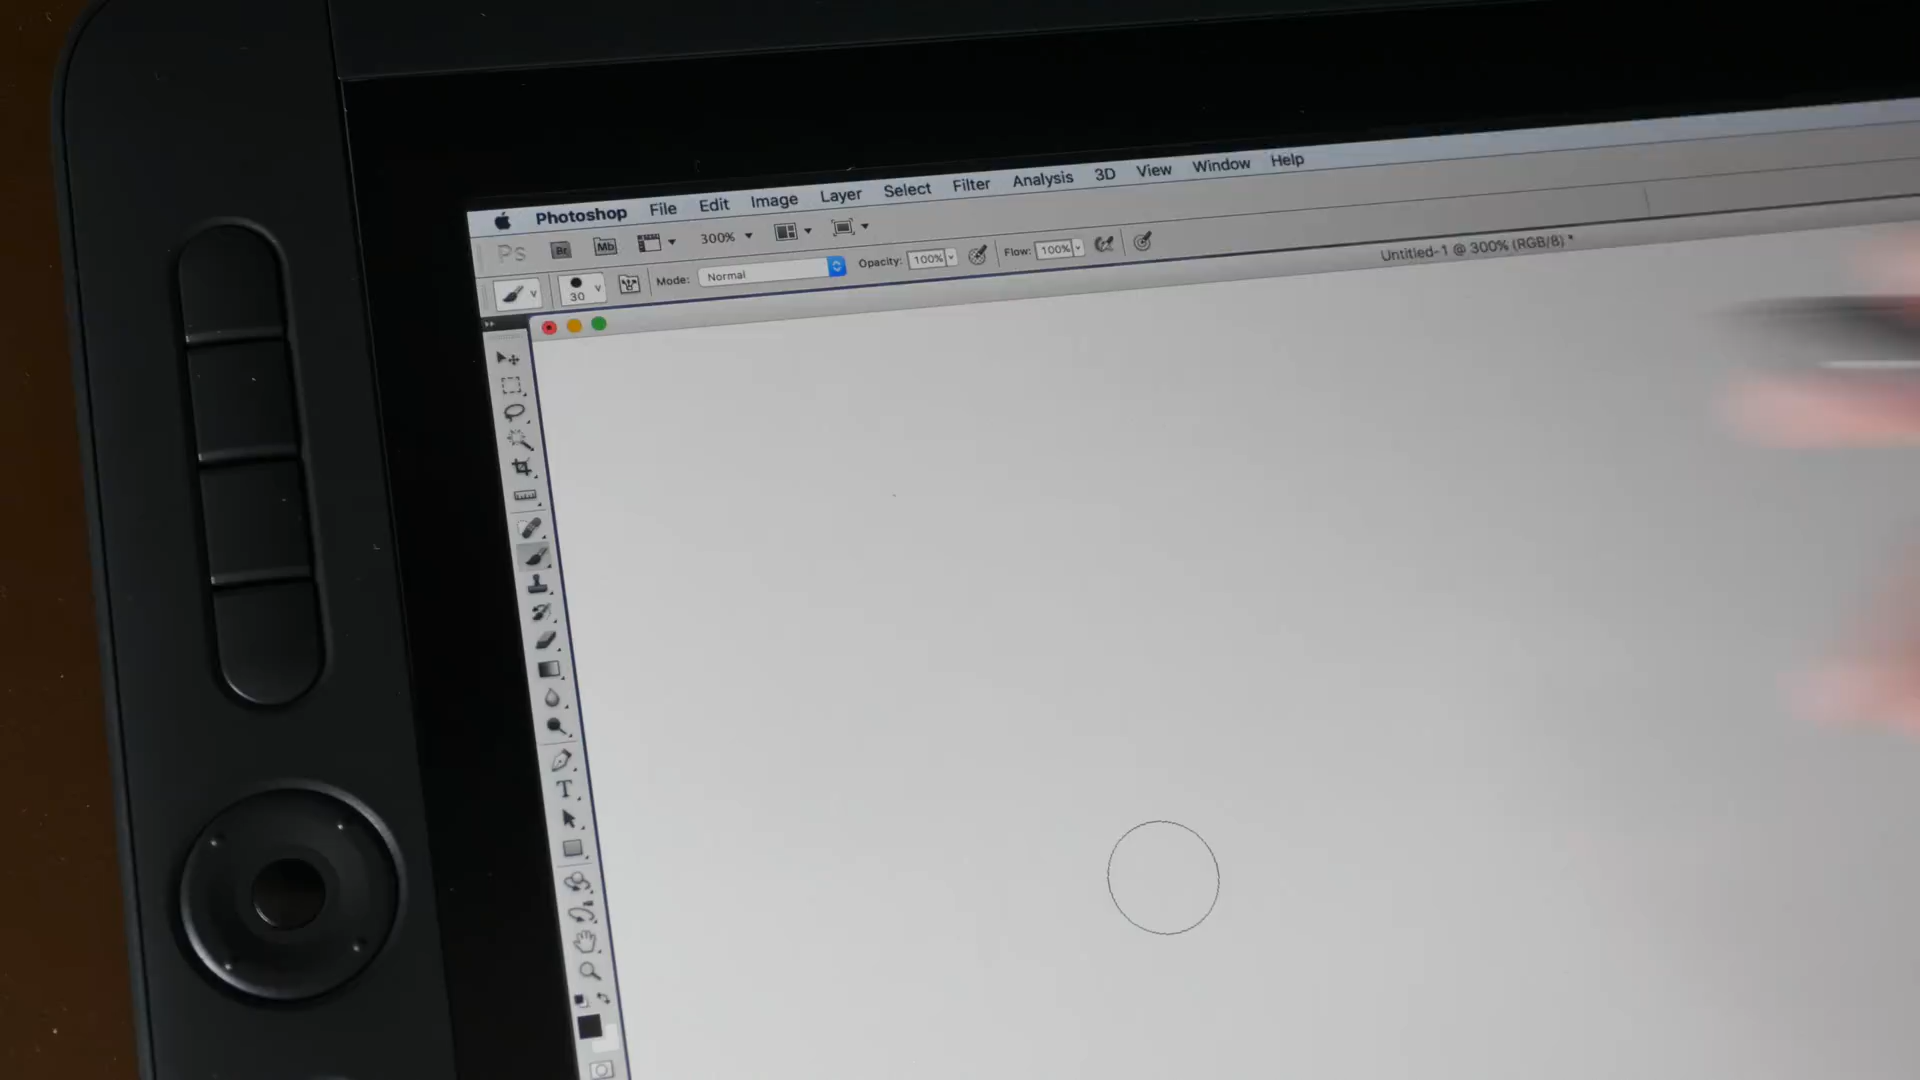 Photoshop File Edit Image Layer Select Filter Analysis 3D View Window Help
Ps Br Mb 300%
30 Mode: Normal Opacity: 100% Flow: 100%
Untitled-1 @ 300% (RGB/8) *
T